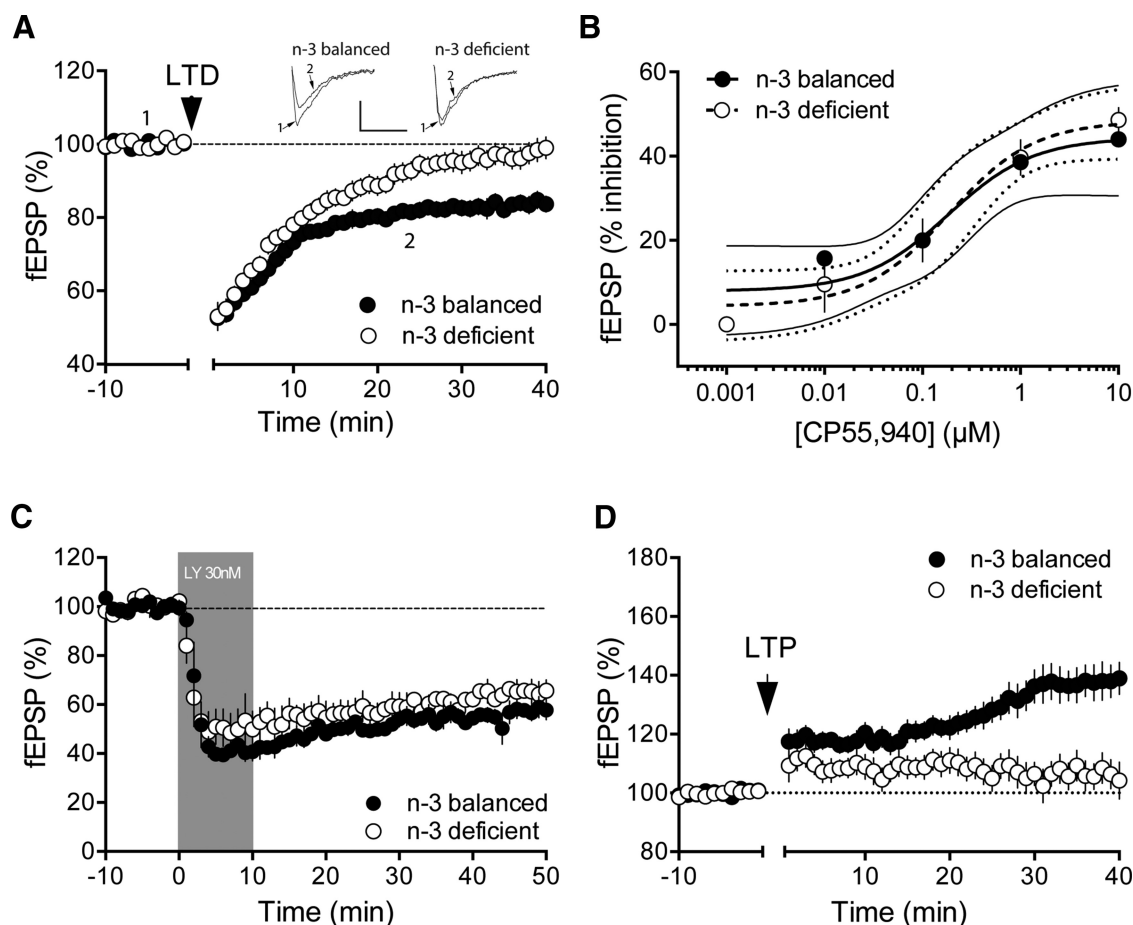 A
120
100
80
60
40
fEPSP (%)
LTD
1
n-3 balanced
n-3 deficient
2
1
2
1
2
n-3 balanced
n-3 deficient
-10
10
20
30
40
Time (min)
B
60
40
20
0
fEPSP (% inhibition)
n-3 balanced
n-3 deficient
0.001
0.01
0.1
1
10
[CP55,940] (µM)
C
120
100
80
60
40
20
0
fEPSP (%)
LY 30nM
n-3 balanced
n-3 deficient
-10
0
10
20
30
40
50
Time (min)
D
180
160
140
120
100
80
fEPSP (%)
LTP
n-3 balanced
n-3 deficient
-10
10
20
30
40
Time (min)